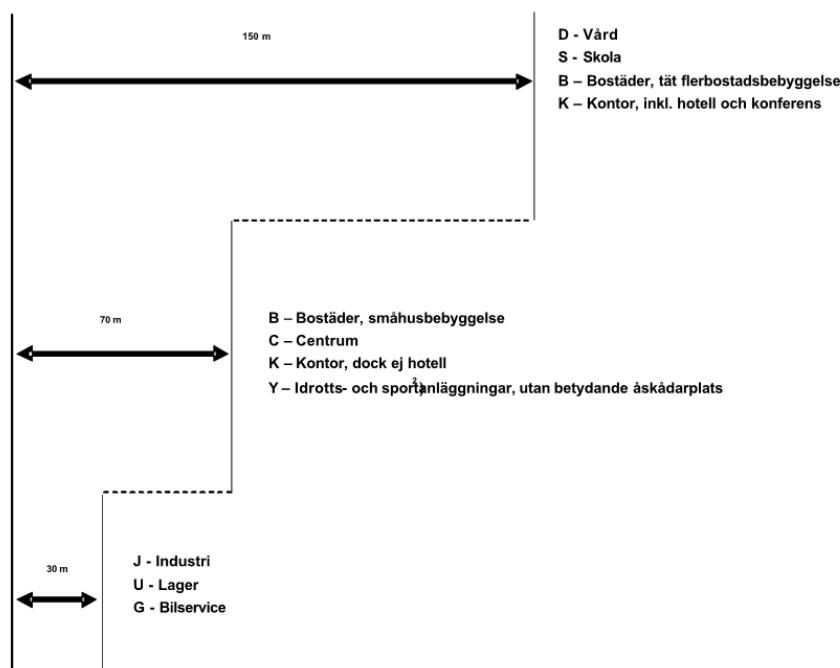 150 m
D - Vård
S - Skola
B – Bostäder, tät flerbostadsbebyggelse
K – Kontor, inkl. hotell och konferens
70 m
B – Bostäder, småhusbebyggelse
C – Centrum
K – Kontor, dock ej hotell
Y – Idrotts- och sportanläggningar, utan betydande åskådarplats 2)
30 m
J - Industri
U - Lager
G - Bilservice